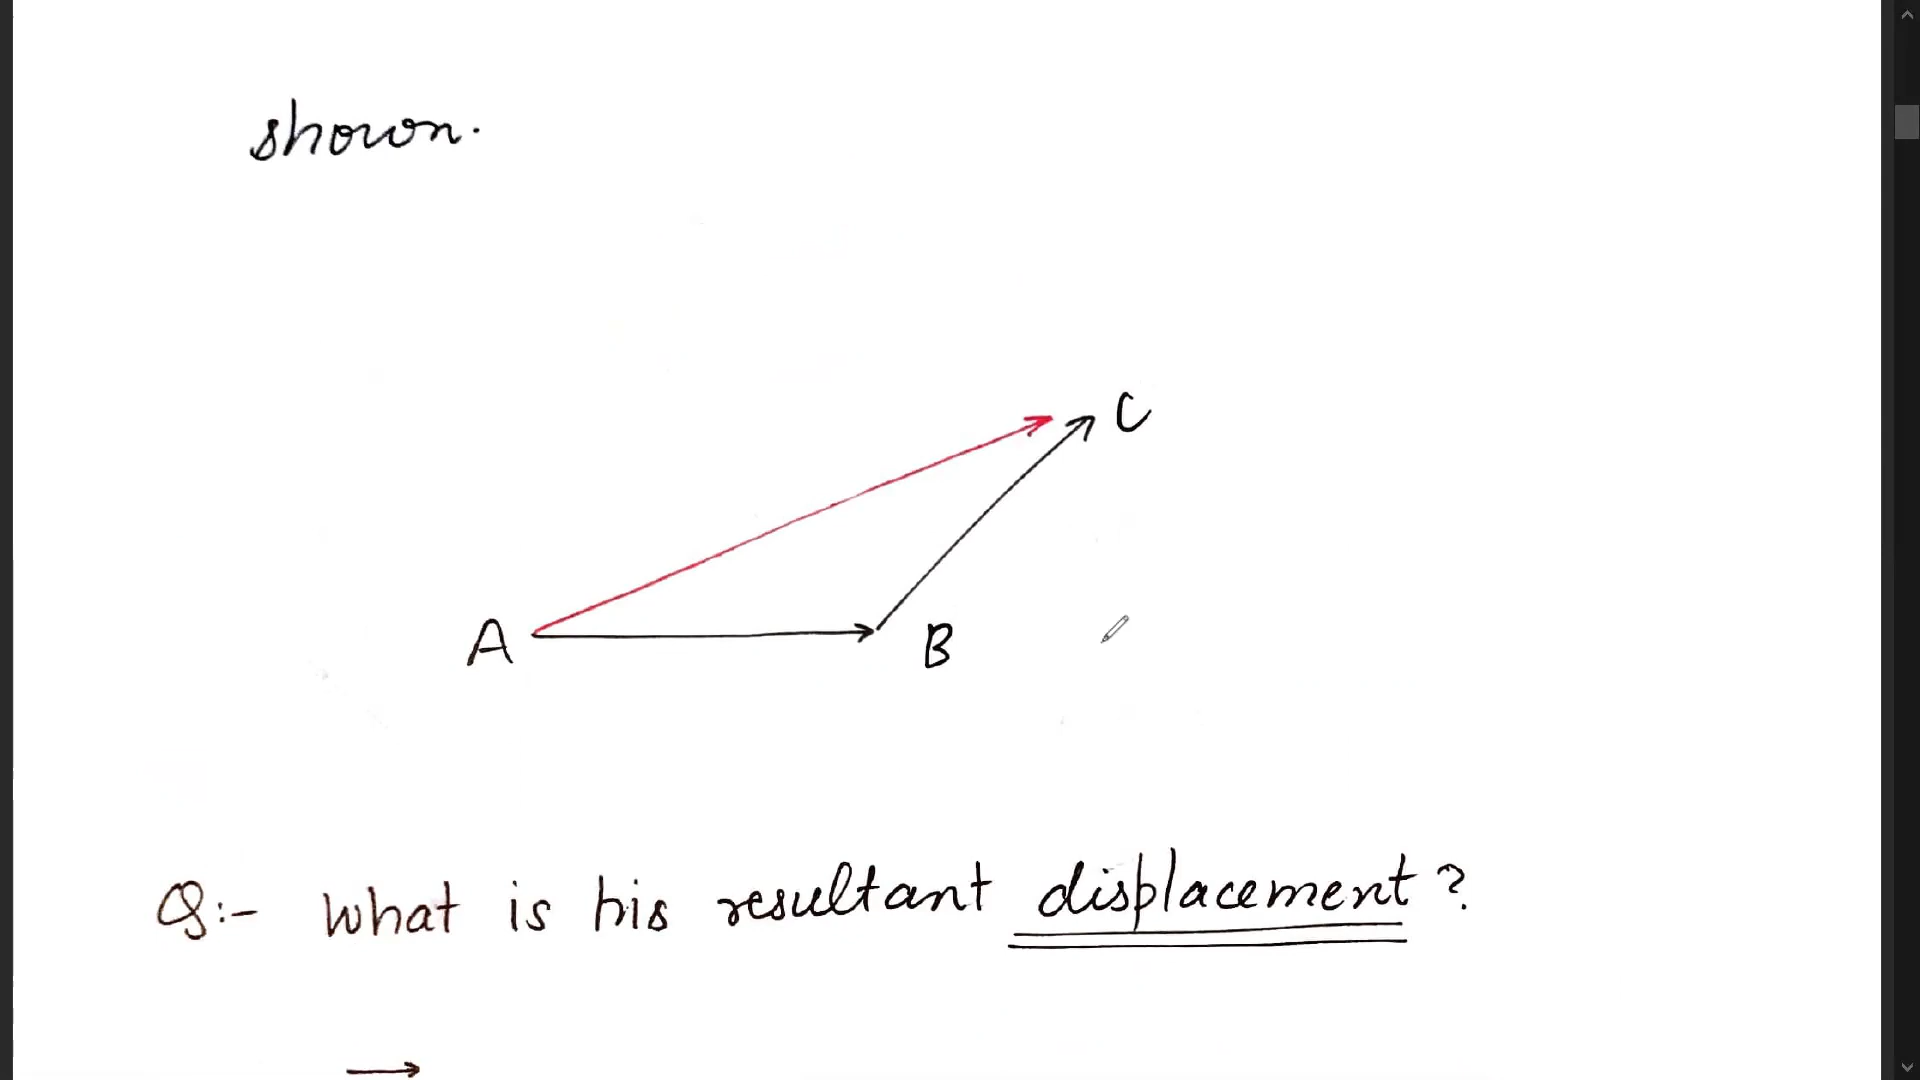 shown.
C
A
B
Q:- What is his resultant displacement?